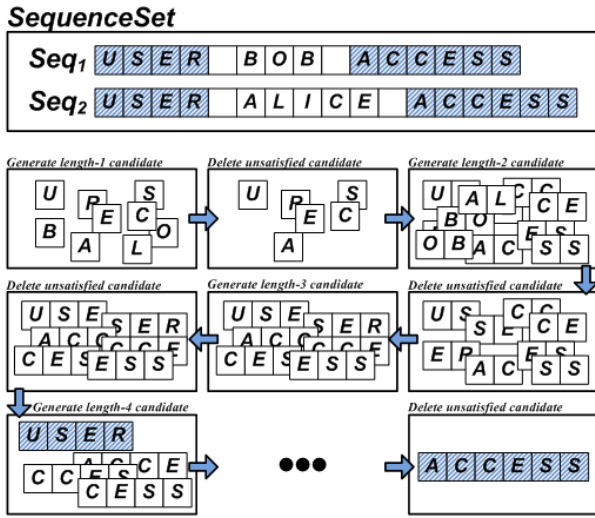 SequenceSet
Seq1 U S E R B O B A C C E S S
Seq2 U S E R A L I C E A C C E S S
Generate length-1 candidate
Delete unsatisfied candidate
Generate length-2 candidate
U R S
B E C O
A L
U R S
E C
A
U A L C C
B O C E
O B A C E S S S
Delete unsatisfied candidate
Generate length-3 candidate
Delete unsatisfied candidate
U S E
S E R
A C C
C C E
C E S E S S
U S E
S E R
A C C
C C E
C E S E S S
U S C C
S E C E
E R A C S S
Generate length-4 candidate
Delete unsatisfied candidate
U S E R
A C C E
C C E S
C E S S
●●●
A C C E S S